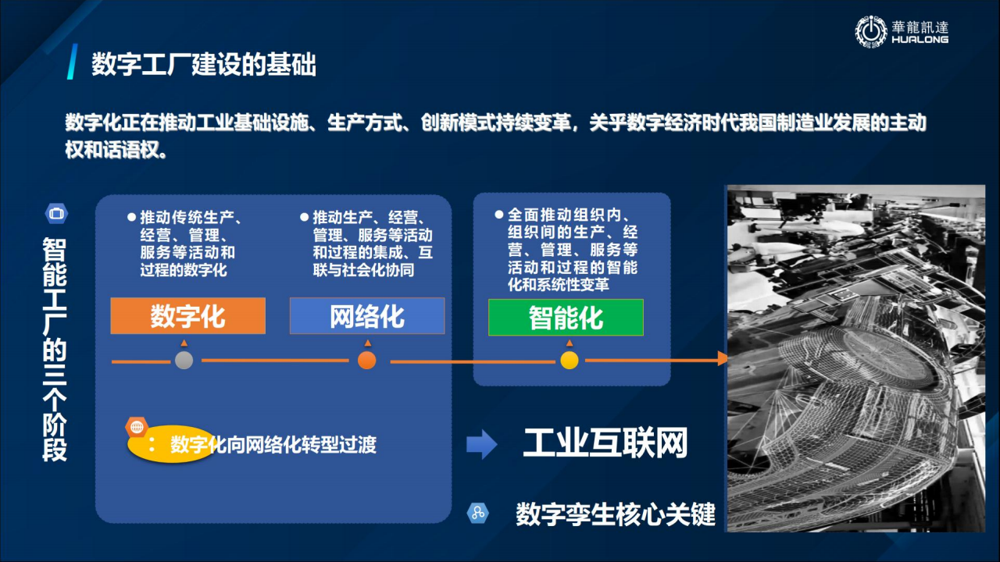 華龍訊達
HUALONG
数字工厂建设的基础
数字化正在推动工业基础设施、生产方式、创新模式持续变革，关乎数字经济时代我国制造业发展的主动
权和话语权。
智能工厂的三个阶段
●推动传统生产、
经营、管理、
服务等活动和
过程的数字化
数字化
●推动生产、经营、
管理、服务等活动
和过程的集成、互
联与社会化协同
网络化
●全面推动组织内、
组织间的生产、经
营、管理、服务等
活动和过程的智能
化和系统性变革
智能化
：数字化向网络化转型过渡
工业互联网
数字孪生核心关键